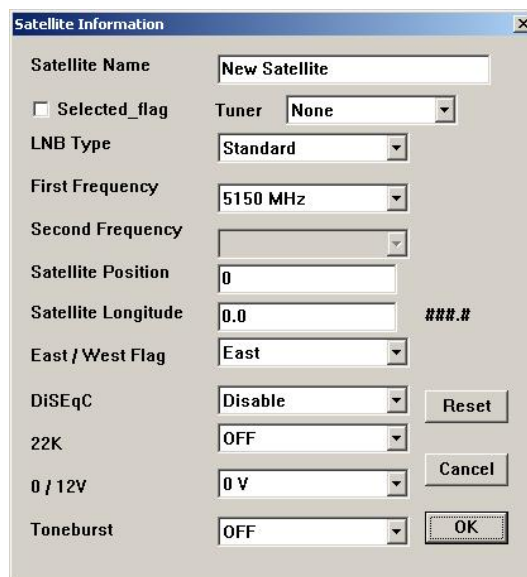 Satellite Information
Satellite Name New Satellite
Selected_flag Tuner None
LNB Type Standard
First Frequency 5150 MHz
Second Frequency
Satellite Position 0
Satellite Longitude 0.0 ###.#
East / West Flag East
DiSEqC Disable Reset
22K OFF
Cancel
0 / 12V 0 V
Toneburst OFF OK